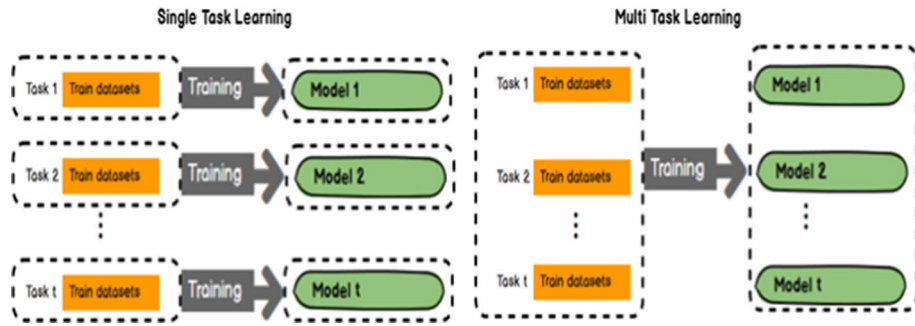 Single Task Learning
Task 1 Train datasets Training Model 1
Task 2 Train datasets Training Model 2
Task t Train datasets Training Model t
Multi Task Learning
Task 1 Train datasets
Task 2 Train datasets
Task t Train datasets
Training
Model 1
Model 2
Model t